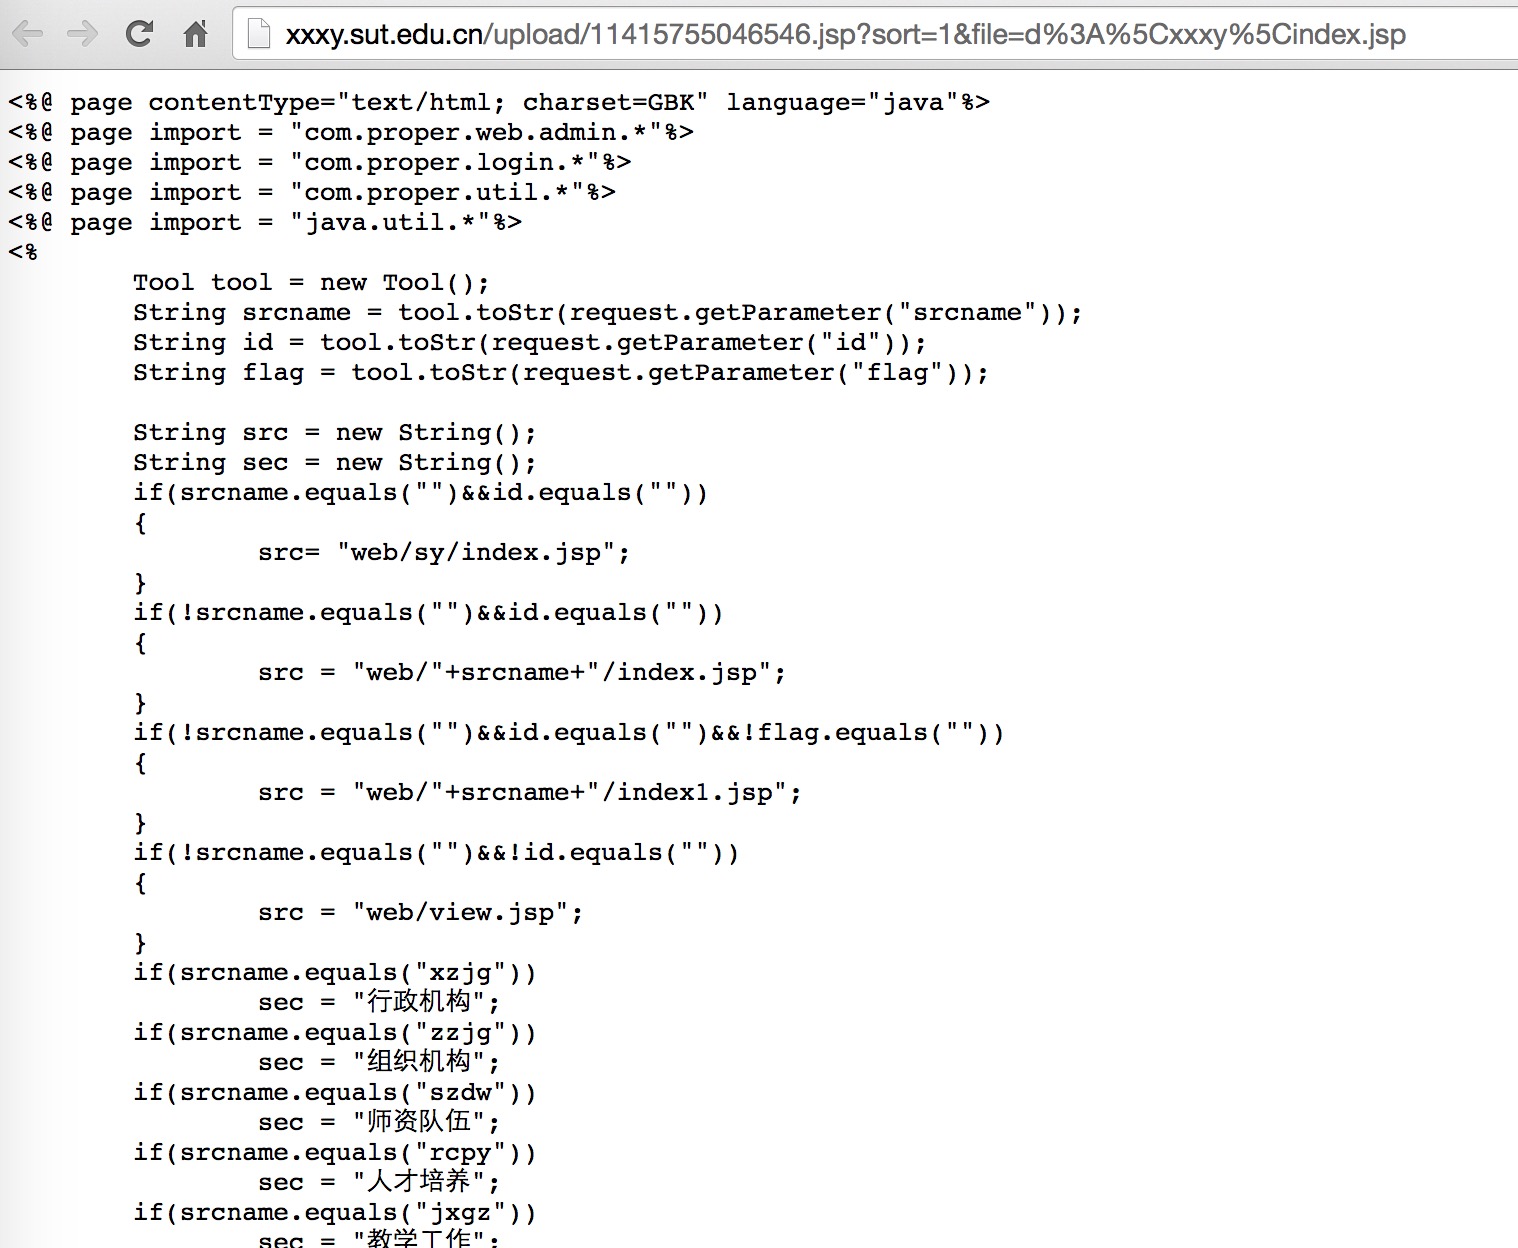 xxxy.sut.edu.cn/upload/11415755046546.jsp?sort=1&file=d%3A%5Cxxxy%5Cindex.jsp
<%@ page contentType="text/html; charset=GBK" language="java"%>
<%@ page import = "com.proper.web.admin.*"%>
<%@ page import = "com.proper.login.*"%>
<%@ page import = "com.proper.util.*"%>
<%@ page import = "java.util.*"%>
<%
Tool tool = new Tool();
String srcname = tool.toStr(request.getParameter("srcname"));
String id = tool.toStr(request.getParameter("id"));
String flag = tool.toStr(request.getParameter("flag"));
String src = new String();
String sec = new String();
if(srcname.equals("")&&id.equals(""))
{
src= "web/sy/index.jsp";
}
if(!srcname.equals("")&&id.equals(""))
{
src = "web/"+srcname+"/index.jsp";
}
if(!srcname.equals("")&&id.equals("")&&!flag.equals(""))
{
src = "web/"+srcname+"/index1.jsp";
}
if(!srcname.equals("")&&!id.equals(""))
{
src = "web/view.jsp";
}
if(srcname.equals("xzjg"))
sec = "行政机构";
if(srcname.equals("zzjg"))
sec = "组织机构";
if(srcname.equals("szdw"))
sec = "师资队伍";
if(srcname.equals("rcpy"))
sec = "人才培养";
if(srcname.equals("jxgz"))
sec = "教学工作";